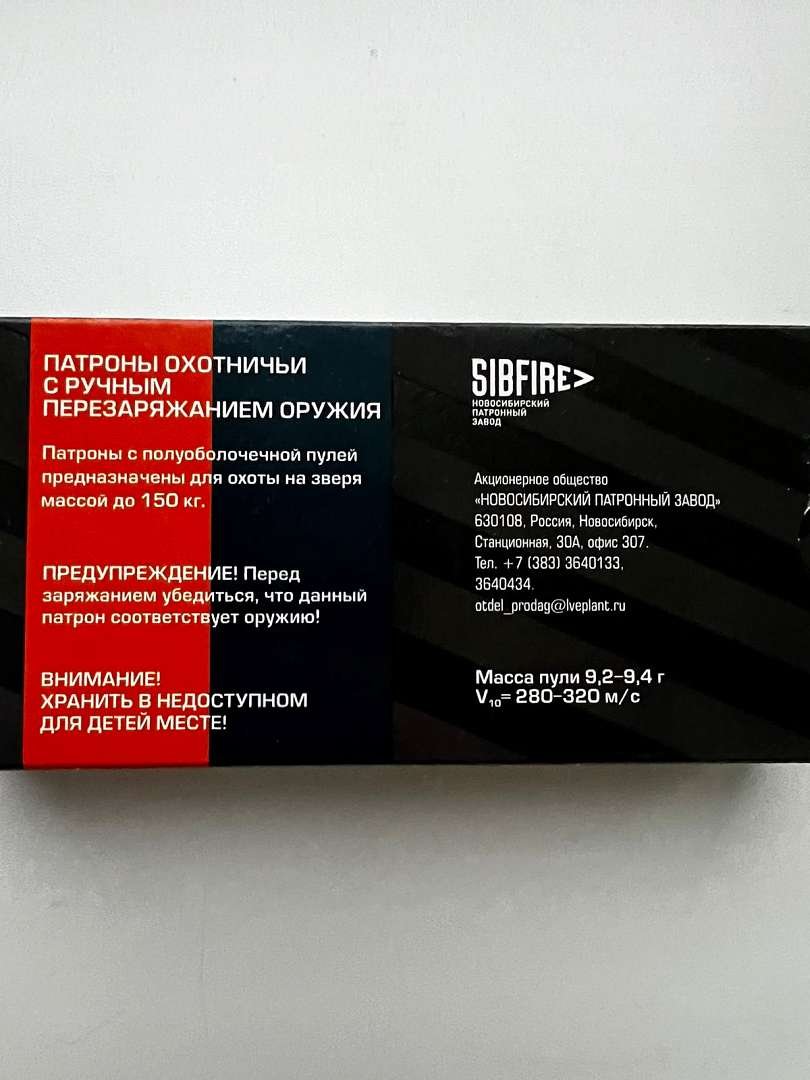 ПАТРОНЫ ОХОТНИЧЬИ
С РУЧНЫМ
ПЕРЕЗАРЯЖАНИЕМ ОРУЖИЯ
Патроны с полуоболочечной пулей
предназначены для охоты на зверя
массой до 150 кг.
ПРЕДУПРЕЖДЕНИЕ! Перед
заряжанием убедиться, что данный
патрон соответствует оружию!
ВНИМАНИЕ!
ХРАНИТЬ В НЕДОСТУПНОМ
ДЛЯ ДЕТЕЙ МЕСТЕ!
SIBFIRE>
НОВОСИБИРСКИЙ
ПАТРОННЫЙ
ЗАВОД
Акционерное общество
«НОВОСИБИРСКИЙ ПАТРОННЫЙ ЗАВОД»
630108, Россия, Новосибирск,
Станционная, 30А, офис 307.
Тел. +7 (383) 3640133,
3640434.
otdel_prodag@lveplant.ru
Масса пули 9,2–9,4 г
V₁₀= 280–320 м/с